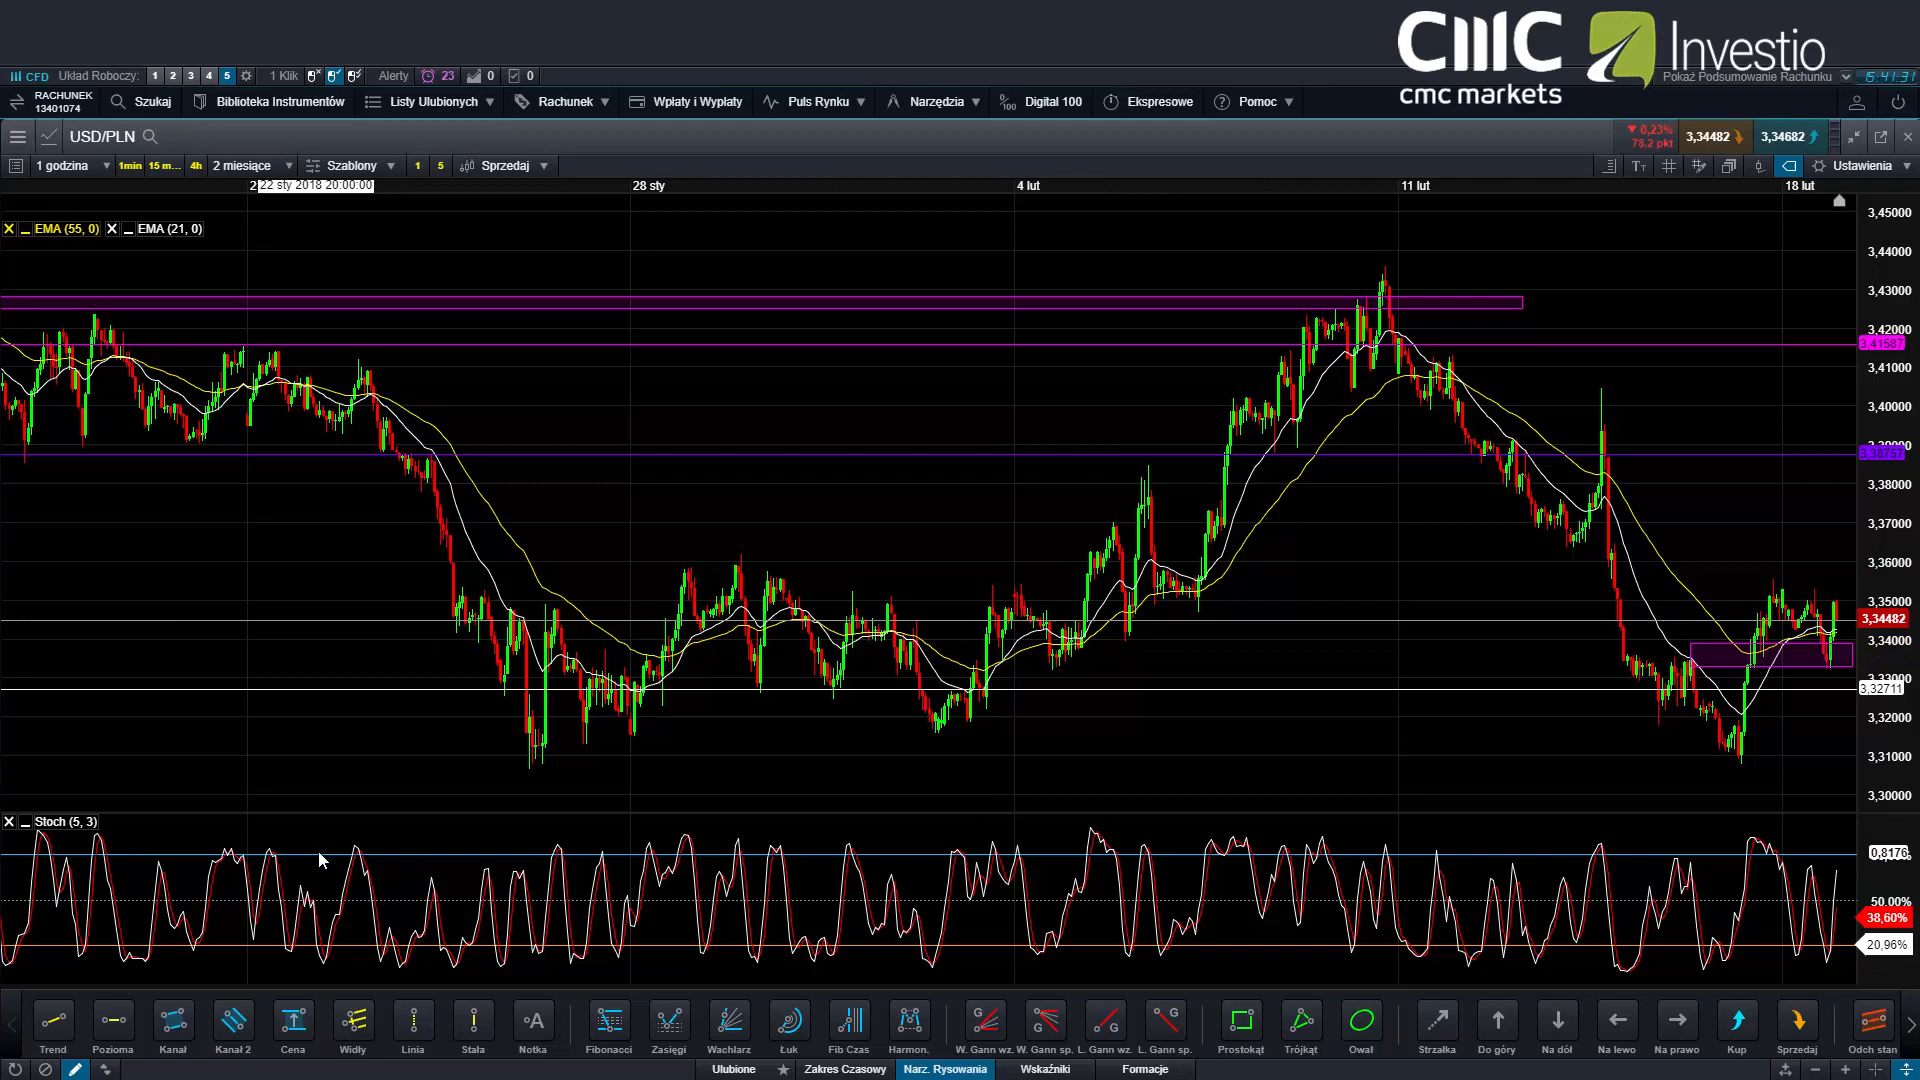 cmc
cmc markets
Investio
CFD Układ Roboczy: 1 2 3 4 5 1 Klik Alerty 23 0 0
Pokaż Podsumowanie Rachunku 15:41:31
RACHUNEK
13401074
Szukaj Biblioteka Instrumentów Listy Ulubionych Rachunek Wpłaty i Wypłaty Puls Rynku Narzędzia Digital 100 Ekspresowe Pomoc
USD/PLN
0,23%
78.2 pkt
3,34482 3,34682
1 godzina 1min 15 m... 4h 2 miesiące Szablony 1 5 Sprzedaj Ustawienia
2 22 sty 2018 20:00:00 28 sty 4 lut 11 lut 18 lut
EMA (55, 0) X EMA (21, 0)
3,45000
3,44000
3,43000
3,42000
3,41587
3,41000
3,40000
3,38757
3,38000
3,37000
3,36000
3,35000
3,34482
3,34000
3,33000
3,32711
3,32000
3,31000
3,30000
Stoch (5, 3)
0,8176
50.00%
38,60%
20,96%
Trend Pozioma Kanał Kanał 2 Cena Widły Linia Stała Notka Fibonacci Zasięgi Wachlarz Łuk Fib Czas Harmon. W. Gann wz. W. Gann sp. L. Gann wz. L. Gann sp. Prostokąt Trójkąt Owal Strzałka Do góry Na dół Na lewo Na prawo Kup Sprzedaj Odch stan
Ulubione Zakres Czasowy Narz. Rysowania Wskaźniki Formacje